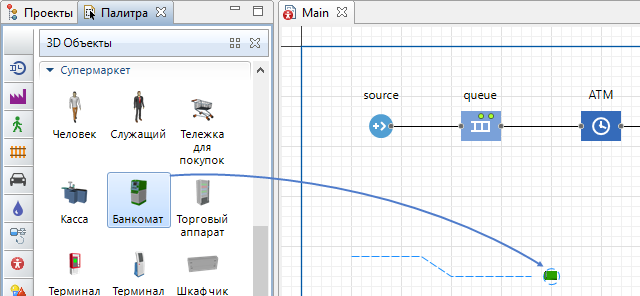 Проекты
Палитра
Main
3D Объекты
Супермаркет
Человек
Служащий
Тележка
для
покупок
Касса
Банкомат
Торговый
аппарат
Терминал
Терминал
Шкафчик
source
queue
ATM